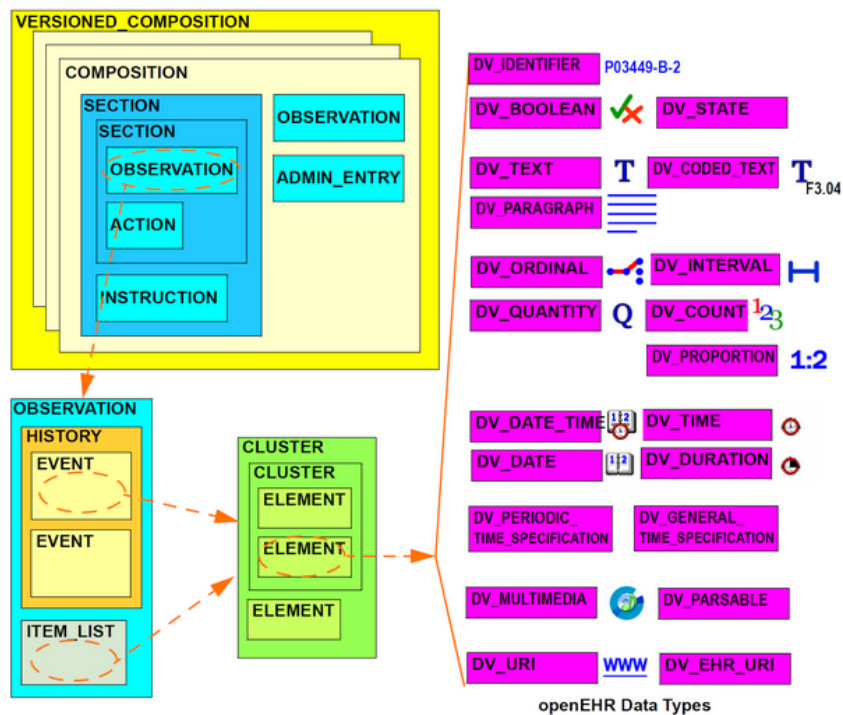 VERSIONED_COMPOSITION
COMPOSITION
SECTION
SECTION
OBSERVATION
ACTION
INSTRUCTION
OBSERVATION
ADMIN_ENTRY
OBSERVATION
HISTORY
EVENT
EVENT
ITEM_LIST
CLUSTER
CLUSTER
ELEMENT
ELEMENT
ELEMENT
DV_IDENTIFIER P03449-B-2
DV_BOOLEAN DV_STATE
DV_TEXT T DV_CODED_TEXT T F3.04
DV_PARAGRAPH
DV_ORDINAL DV_INTERVAL
DV_QUANTITY Q DV_COUNT 123
DV_PROPORTION 1:2
DV_DATE_TIME 12 DV_TIME
DV_DATE 12 DV_DURATION
DV_PERIODIC_ DV_GENERAL_
TIME_SPECIFICATION TIME_SPECIFICATION
DV_MULTIMEDIA DV_PARSABLE
DV_URI WWW DV_EHR_URI
openEHR Data Types